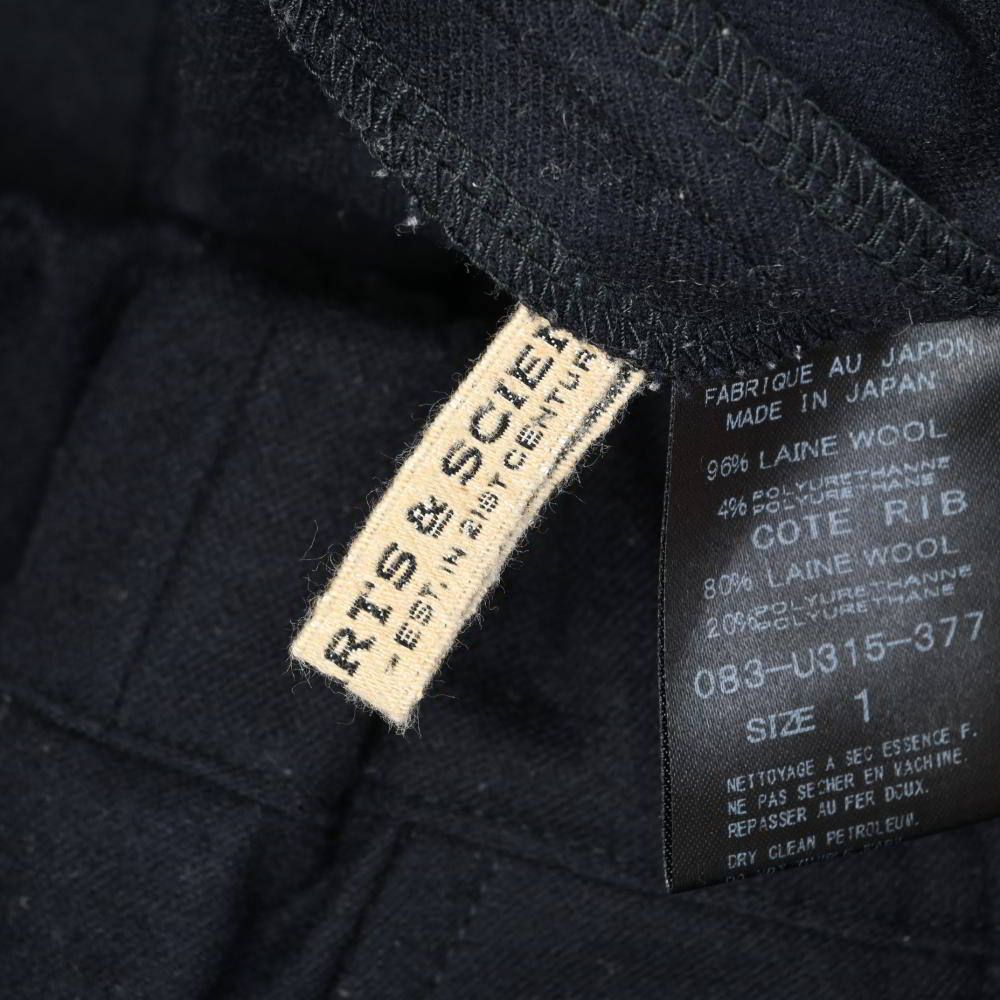 RTS & SCIEN
-EST. IN 21ST CENTUR
FABRIQUE AU JAPON
MADE IN JAPAN
96% LAINE WOOL
4% POLYURETHANNE
POLYURETHANE
COTE RIB
80% LAINE WOOL
20% POLYURETHANNE
POLYURETHANE
083-U315-377
SIZE 1
NETTOYAGE A SEC ESSENCE F.
NE PAS SECHER EN MACHINE.
REPASSER AU FER DOUX.
DRY CLEAN PETROLEUM.